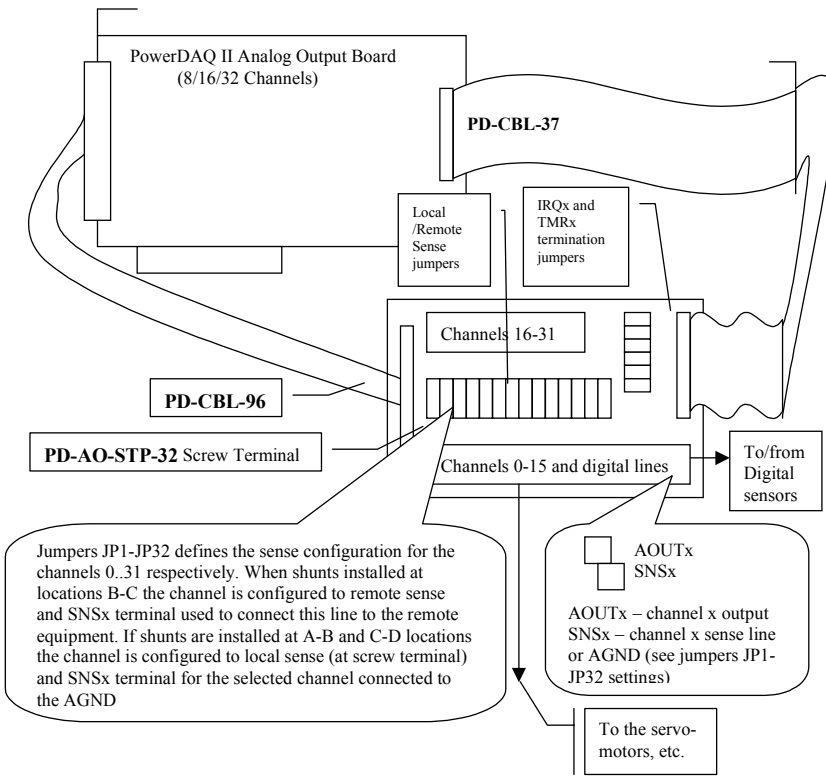 PowerDAQ II Analog Output Board
(8/16/32 Channels)
PD-CBL-37
Local
/Remote
Sense
jumpers
IRQx and
TMRx
termination
jumpers
Channels 16-31
PD-CBL-96
PD-AO-STP-32 Screw Terminal
Channels 0-15 and digital lines
To/from
Digital
sensors
Jumpers JP1-JP32 defines the sense configuration for the
channels 0..31 respectively. When shunts installed at
locations B-C the channel is configured to remote sense
and SNSx terminal used to connect this line to the remote
equipment. If shunts are installed at A-B and C-D locations
the channel is configured to local sense (at screw terminal)
and SNSx terminal for the selected channel connected to
the AGND
AOUTx
SNSx
AOUTx – channel x output
SNSx – channel x sense line
or AGND (see jumpers JP1-
JP32 settings)
To the servo-
motors, etc.